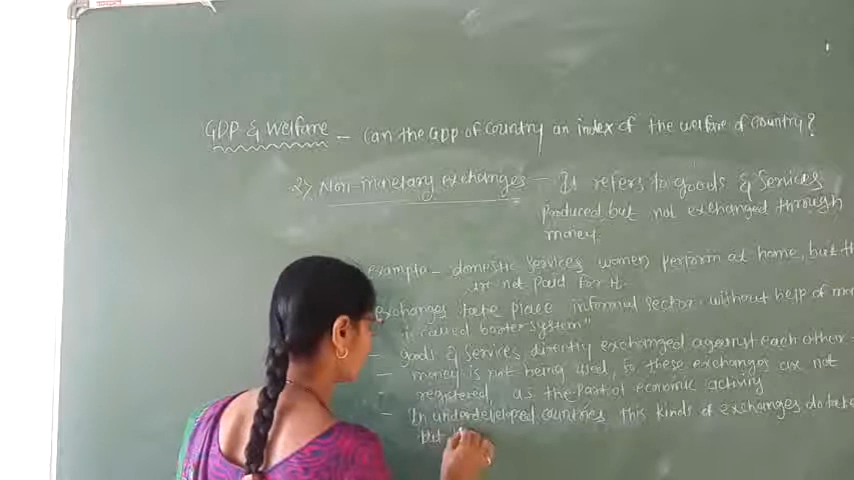 GDP & Welfare - Can the GDP of Country an index of the welfare of Country?
2) Non-monetary exchanges - It refers to goods & Services
produced but not exchanged through
money.
example - domestic services women perform at home, but th
are not paid for it.
exchanges take place informal sector without help of mo
is called barter system"
- goods & Services directly exchanged against each other
- money is not being used, so these exchanges are not
registered, as the part of economic activity
- In underdeveloped countries this kinds of exchanges do take
but